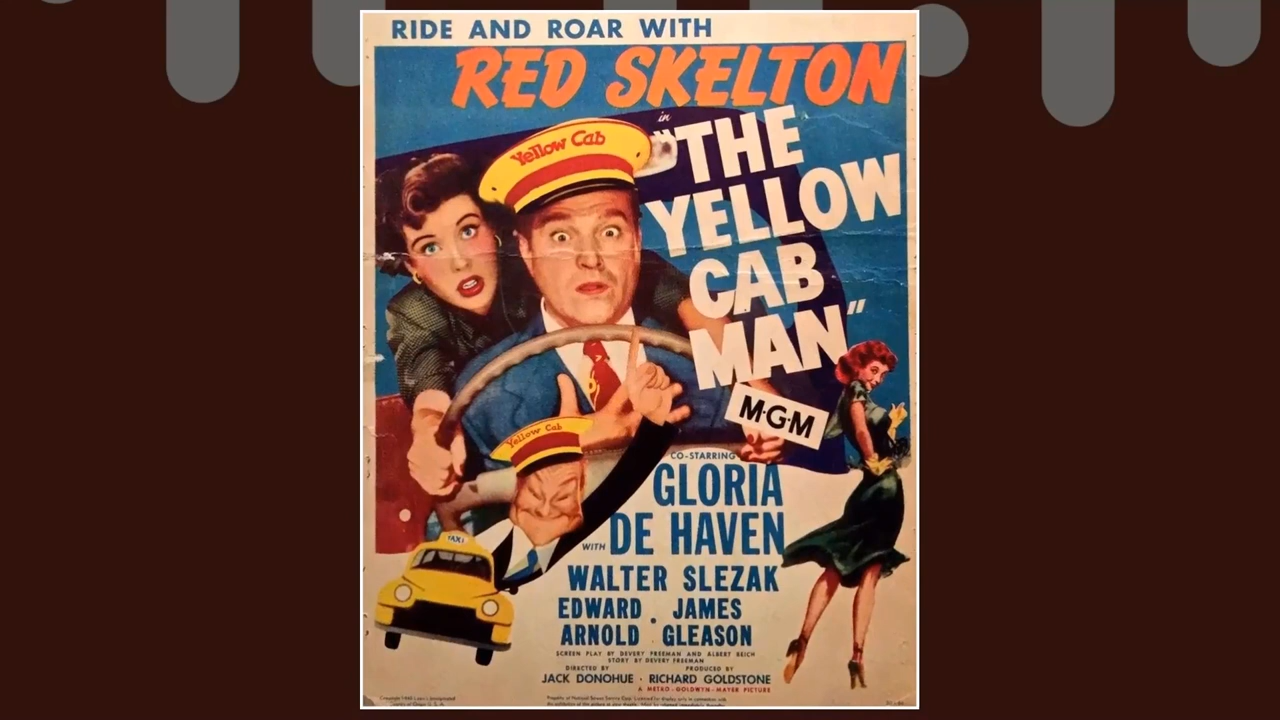 RIDE AND ROAR WITH
RED SKELTON
in
"THE
YELLOW
CAB
MAN"
Yellow Cab
M·G·M
Yellow Cab
CO-STARRING
GLORIA
WITH DE HAVEN
TAXI
WALTER SLEZAK
EDWARD · JAMES
ARNOLD GLEASON
SCREEN PLAY BY DEVERY FREEMAN AND ALBERT BEICH
STORY BY DEVERY FREEMAN
DIRECTED BY PRODUCED BY
JACK DONOHUE · RICHARD GOLDSTONE
A METRO-GOLDWYN-MAYER PICTURE